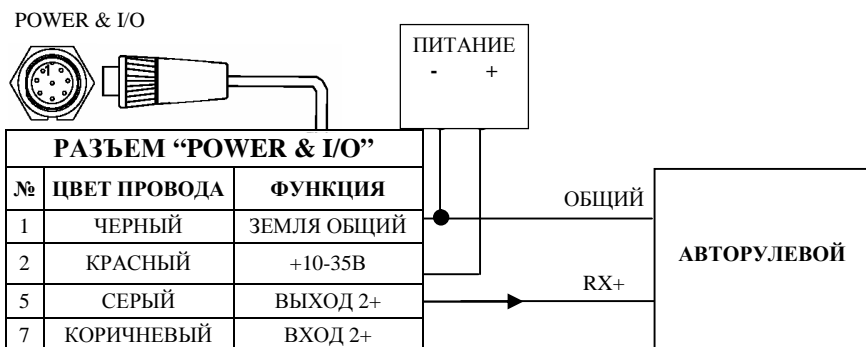 POWER & I/O
1
ПИТАНИЕ
- +
РАЗЪЕМ “POWER & I/O”
№ ЦВЕТ ПРОВОДА ФУНКЦИЯ
1 ЧЕРНЫЙ ЗЕМЛЯ ОБЩИЙ
2 КРАСНЫЙ +10-35В
5 СЕРЫЙ ВЫХОД 2+
7 КОРИЧНЕВЫЙ ВХОД 2+
ОБЩИЙ
RX+
АВТОРУЛЕВОЙ